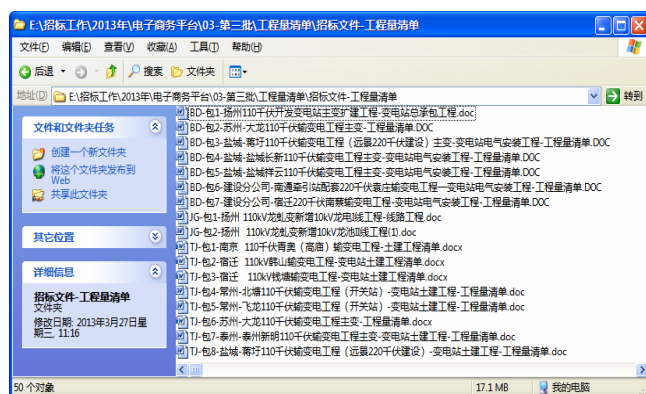 E:\招标工作\2013年\电子商务平台\03-第三批\工程量清单\招标文件-工程量清单
文件(F) 编辑(E) 查看(V) 收藏(A) 工具(T) 帮助(H)
后退 搜索 文件夹
地址(D) E:\招标工作\2013年\电子商务平台\03-第三批\工程量清单\招标文件-工程量清单 转到
文件和文件夹任务
创建一个新文件夹
将这个文件夹发布到
Web
共享此文件夹
其它位置
详细信息
招标文件-工程量清单
文件夹
修改日期: 2013年3月27日星
期三, 11:16
BD-包1-扬州110千伏开发变电站主变扩建工程-变电站总承包工程.doc
BD-包2-苏州-大龙110千伏输变电工程主变-工程量清单.DOC
BD-包3-盐城-蒋圩110千伏输变电工程（远景220千伏建设）主变-变电站电气安装工程-工程量清单.DOC
BD-包4-盐城-盐城长新110千伏输变电工程主变-变电站电气安装工程-工程量清单.DOC
BD-包5-盐城-盐城祥云110千伏输变电工程主变-变电站电气安装工程-工程量清单.DOC
BD-包6-建设分公司-南通牵引站配套220千伏袁庄输变电工程一变电站电气安装工程-工程量清单.DOC
BD-包7-建设分公司-宿迁220千伏南蔡输变电工程-变电站电气安装工程-工程量清单.DOC
JG-包1-扬州 110kV龙虬变新增10kV龙电Ⅱ线工程-线路工程.doc
JG-包2-扬州 110kV龙虬变新增10kV龙池Ⅱ线工程(1).doc
TJ-包1-南京 110千伏青奥（高庙）输变电工程-土建工程清单.docx
TJ-包2-宿迁 110kV韩山输变电工程-变电站土建工程清单.docx
TJ-包3-宿迁 110kV钱塘输变电工程-变电站土建工程清单.docx
TJ-包4-常州-北塘110千伏输变电工程（开关站）-变电站土建工程-工程量清单.doc
TJ-包5-常州-飞龙110千伏输变电工程（开关站）-变电站土建工程-工程量清单.doc
TJ-包6-苏州-大龙110千伏输变电工程主变-工程量清单.docx
TJ-包7-泰州-泰州新明110千伏输变电工程主变-变电站土建工程-工程量清单.doc
TJ-包8-盐城-蒋圩110千伏输变电工程（远景220千伏建设）-变电站土建工程-工程量清单.doc
50 个对象 17.1 MB 我的电脑